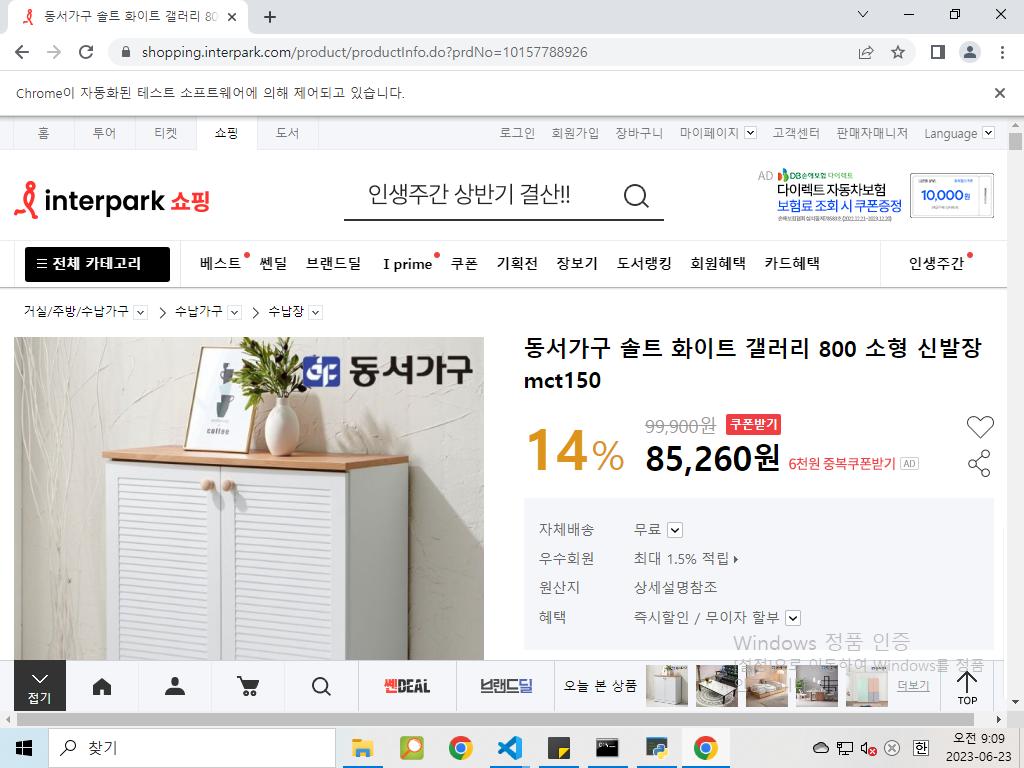 동서가구 솔트 화이트 갤러리 80
shopping.interpark.com/product/productInfo.do?prdNo=10157788926
Chrome이 자동화된 테스트 소프트웨어에 의해 제어되고 있습니다.
홈 투어 티켓 쇼핑 도서 로그인 회원가입 장바구니 마이페이지 고객센터 판매자매니저 Language
interpark 쇼핑 인생주간 상반기 결산!!
AD DB손해보험 다이렉트
다이렉트 자동차보험
보험료 조회 시 쿠폰증정
10,000원
전체 카테고리 베스트 쎈딜 브랜드딜 I prime 쿠폰 기획전 장보기 도서랭킹 회원혜택 카드혜택 인생주간
거실/주방/수납가구 수납가구 수납장
동서가구
coffee
동서가구 솔트 화이트 갤러리 800 소형 신발장
mct150
14% 99,900원 쿠폰받기
85,260원 6천원 중복쿠폰받기 AD
자체배송 무료
우수회원 최대 1.5% 적립
원산지 상세설명참조
혜택 즉시할인 / 무이자 할부
Windows 정품 인증
[설정]으로 이동하여 Windows를 정품
접기 쎈DEAL 브랜드딜 오늘 본 상품 더보기 TOP
찾기
한
오전 9:09
2023-06-23